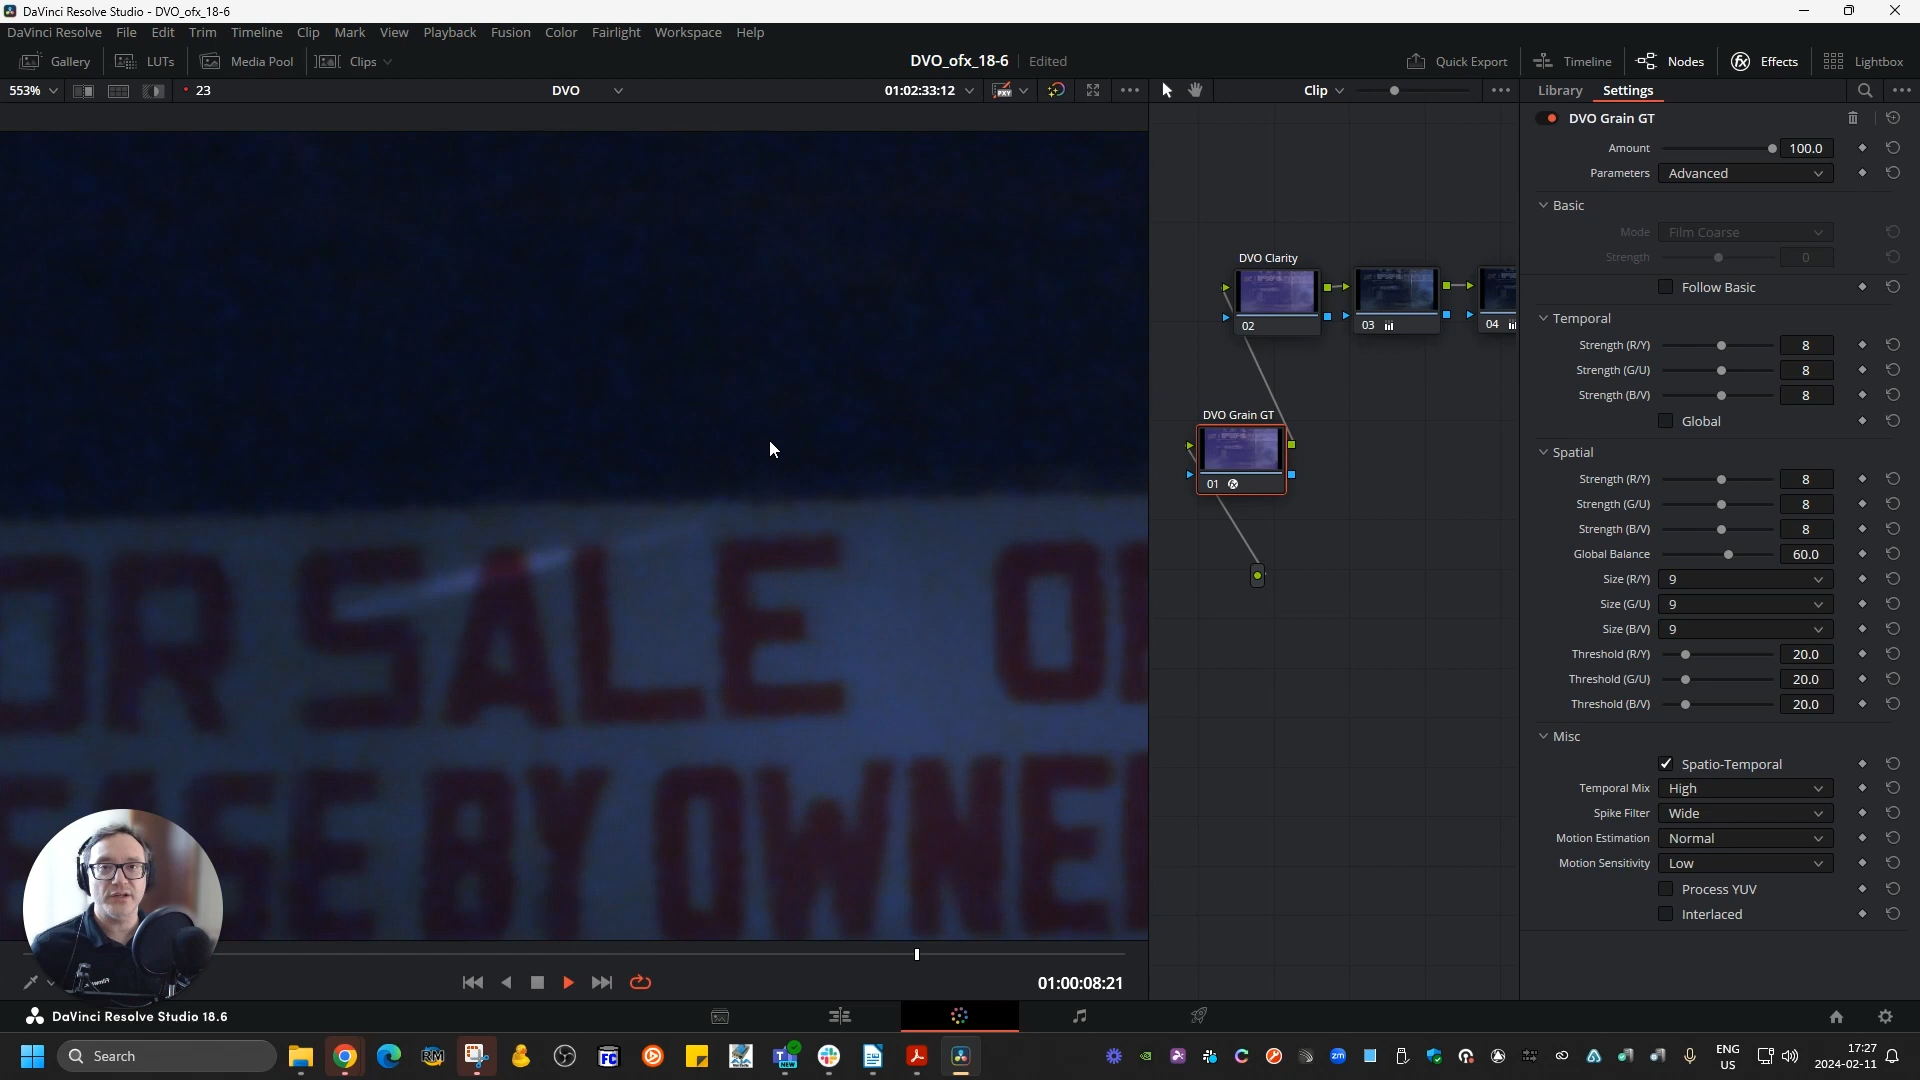 DaVinci Resolve Studio - DVO_ofx_18-6
DaVinci Resolve File Edit Trim Timeline Clip Mark View Playback Fusion Color Fairlight Workspace Help
Gallery LUTs Media Pool Clips DVO_ofx_18-6 Edited Quick Export Timeline Nodes Effects Lightbox
553% 23 DVO 01:02:33:12 PXY Clip Library Settings
DVO Grain GT
Amount 100.0
Parameters Advanced
Basic
Mode Film Coarse
Strength 0
Follow Basic
Temporal
Strength (R/Y) 8
Strength (G/U) 8
Strength (B/V) 8
Global
Spatial
Strength (R/Y) 8
Strength (G/U) 8
Strength (B/V) 8
Global Balance 60.0
Size (R/Y) 9
Size (G/U) 9
Size (B/V) 9
Threshold (R/Y) 20.0
Threshold (G/U) 20.0
Threshold (B/V) 20.0
Misc
Spatio-Temporal
Temporal Mix High
Spike Filter Wide
Motion Estimation Normal
Motion Sensitivity Low
Process YUV
Interlaced
DVO Clarity
02 03 04
DVO Grain GT
01
OR SALE O
EASE BY OWNE
01:00:08:21
DaVinci Resolve Studio 18.6
Search
ENG
US
17:27
2024-02-11